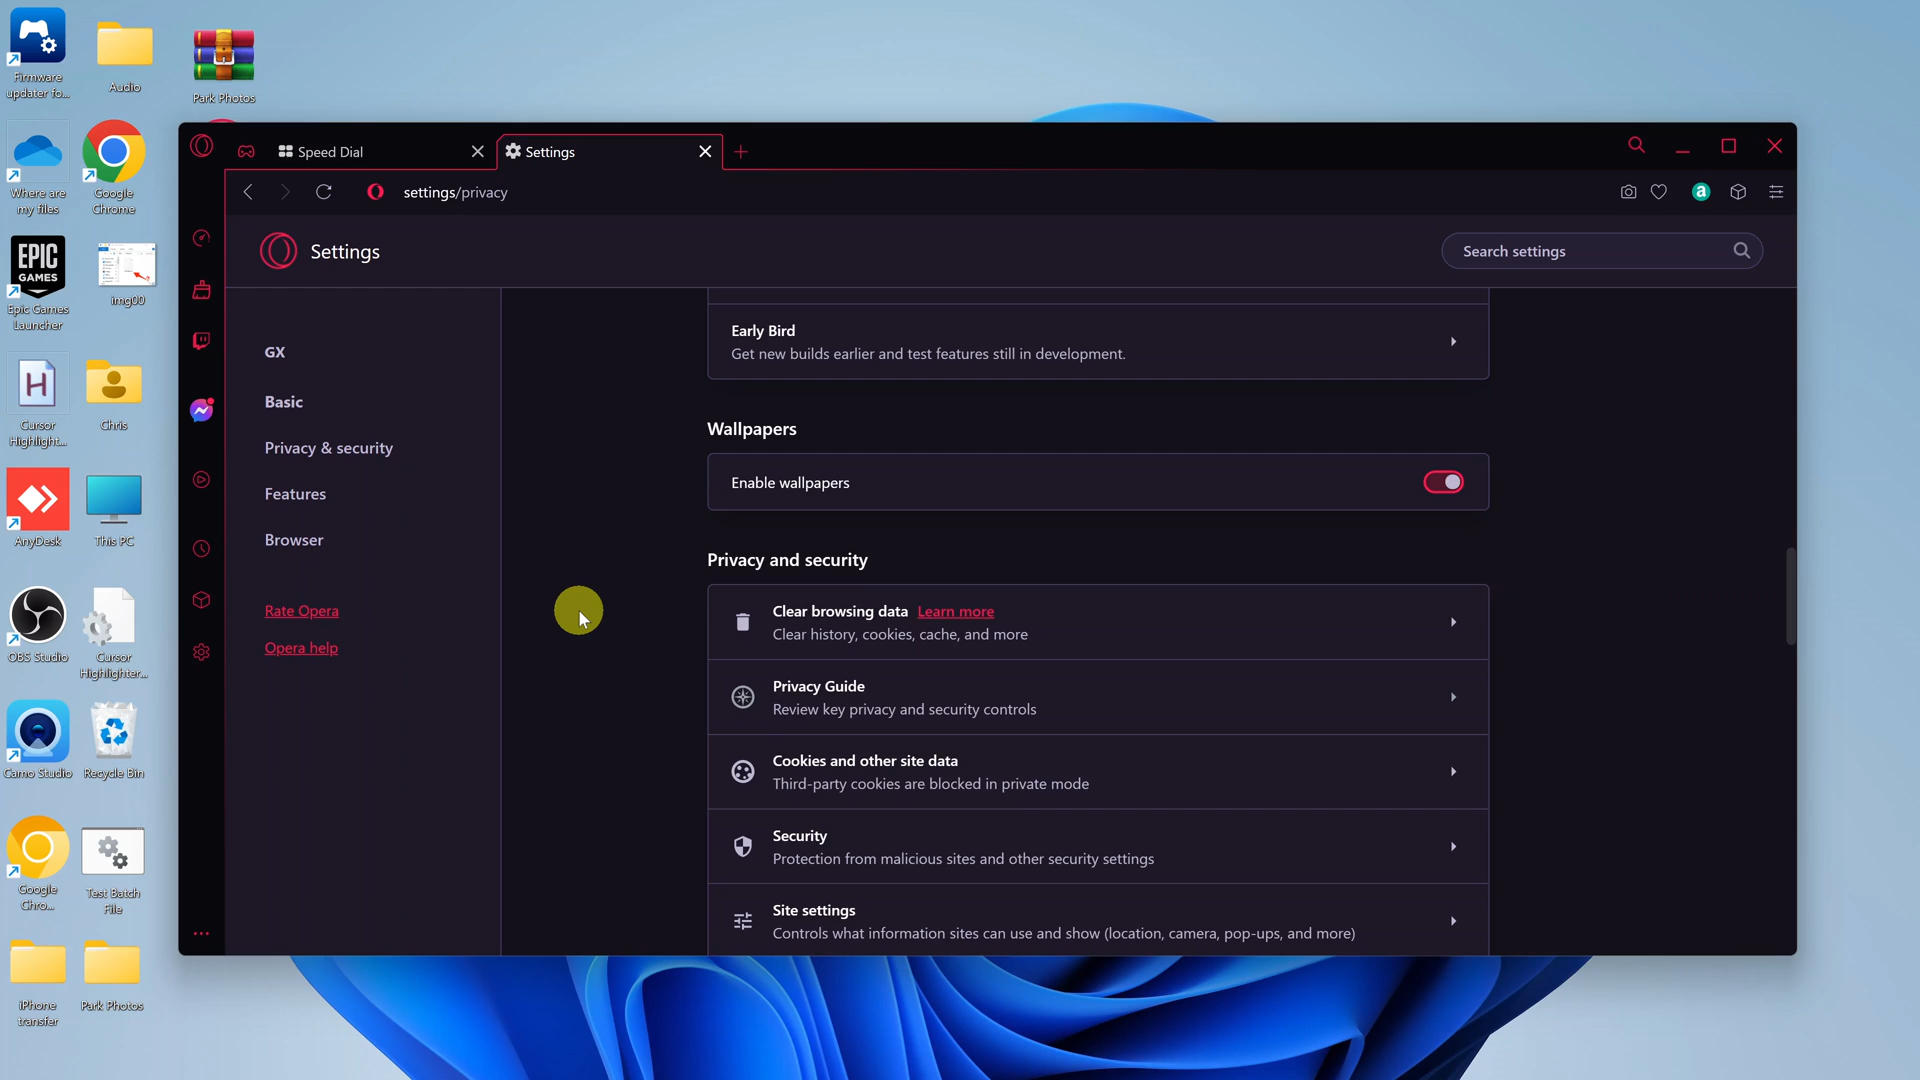 Firmware
updater fo...
Audio
Park Photos
Where are
my files
Google
Chrome
EPIC
GAMES
Epic Games
Launcher
img00
H
Cursor
Highlight...
Chris
AnyDesk
This PC
OBS Studio
Cursor
Highlighter...
Camo Studio
Recycle Bin
Google
Chro...
Test Batch
File
iPhone
transfer
Park Photos
Speed Dial
Settings
settings/privacy
a
Settings
Search settings
GX
Basic
Privacy & security
Features
Browser
Rate Opera
Opera help
Early Bird
Get new builds earlier and test features still in development.
Wallpapers
Enable wallpapers
Privacy and security
Clear browsing data Learn more
Clear history, cookies, cache, and more
Privacy Guide
Review key privacy and security controls
Cookies and other site data
Third-party cookies are blocked in private mode
Security
Protection from malicious sites and other security settings
Site settings
Controls what information sites can use and show (location, camera, pop-ups, and more)